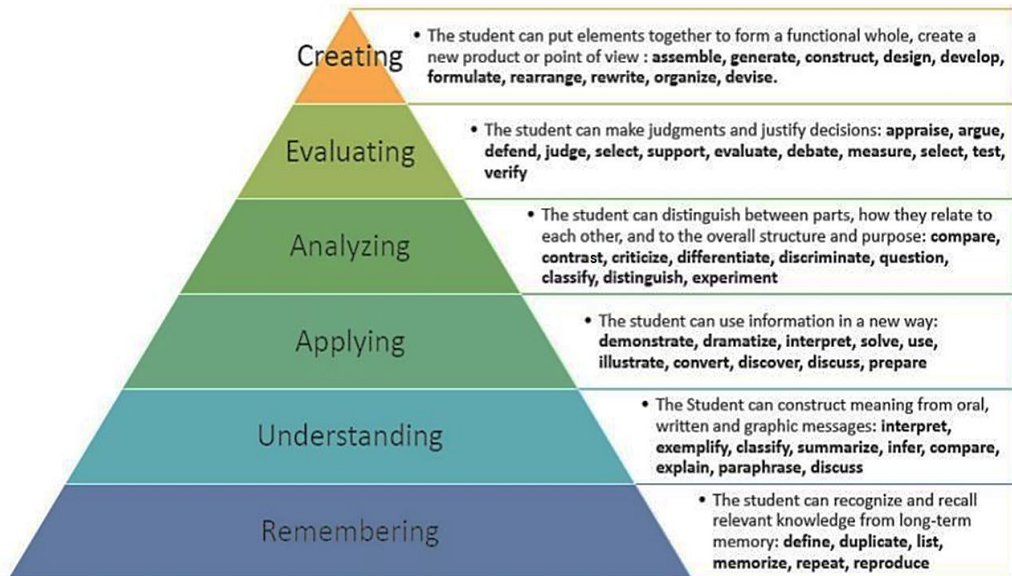 Creating
• The student can put elements together to form a functional whole, create a
new product or point of view : assemble, generate, construct, design, develop,
formulate, rearrange, rewrite, organize, devise.
Evaluating
• The student can make judgments and justify decisions: appraise, argue,
defend, judge, select, support, evaluate, debate, measure, select, test,
verify
Analyzing
• The student can distinguish between parts, how they relate to
each other, and to the overall structure and purpose: compare,
contrast, criticize, differentiate, discriminate, question,
classify, distinguish, experiment
Applying
• The student can use information in a new way:
demonstrate, dramatize, interpret, solve, use,
illustrate, convert, discover, discuss, prepare
Understanding
• The Student can construct meaning from oral,
written and graphic messages: interpret,
exemplify, classify, summarize, infer, compare,
explain, paraphrase, discuss
Remembering
• The student can recognize and recall
relevant knowledge from long-term
memory: define, duplicate, list,
memorize, repeat, reproduce